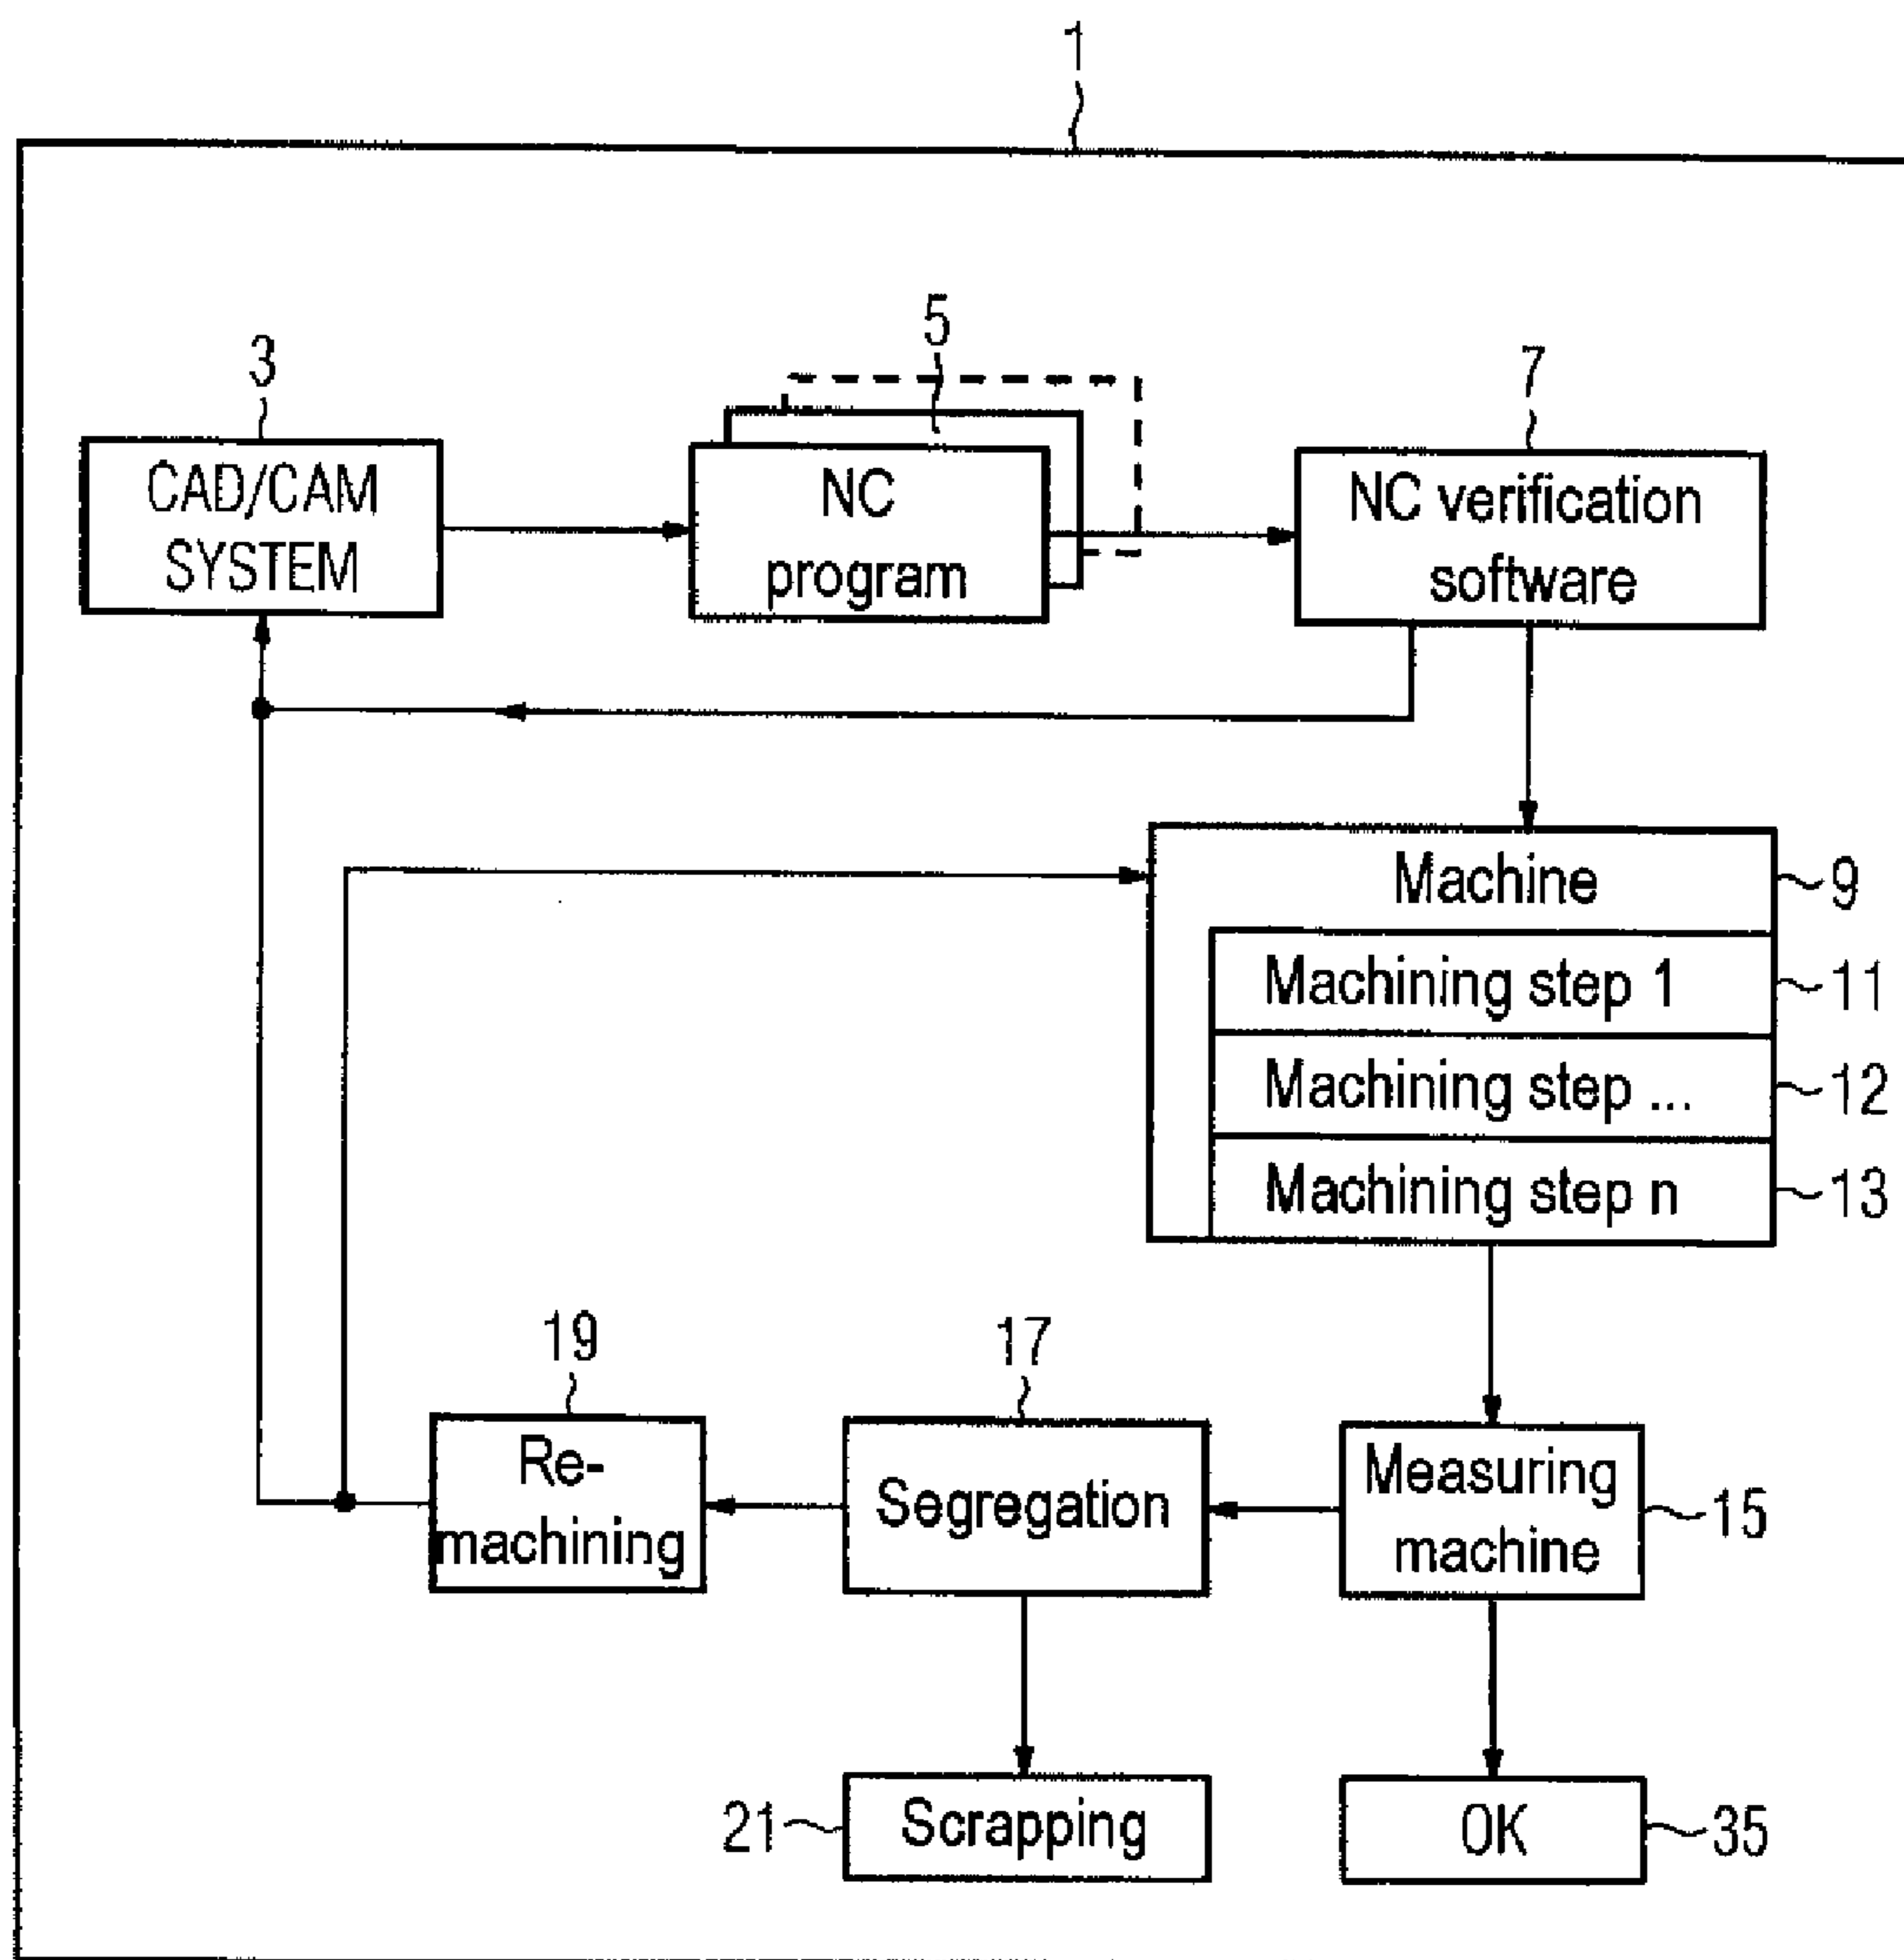 1
3
5
7
CAD/CAM
SYSTEM
NC
program
NC verification
software
Machine
9
Machining step 1
11
Machining step ...
12
Machining step n
13
19
17
Re-
machining
Segregation
Measuring
machine
15
21
Scrapping
OK
35